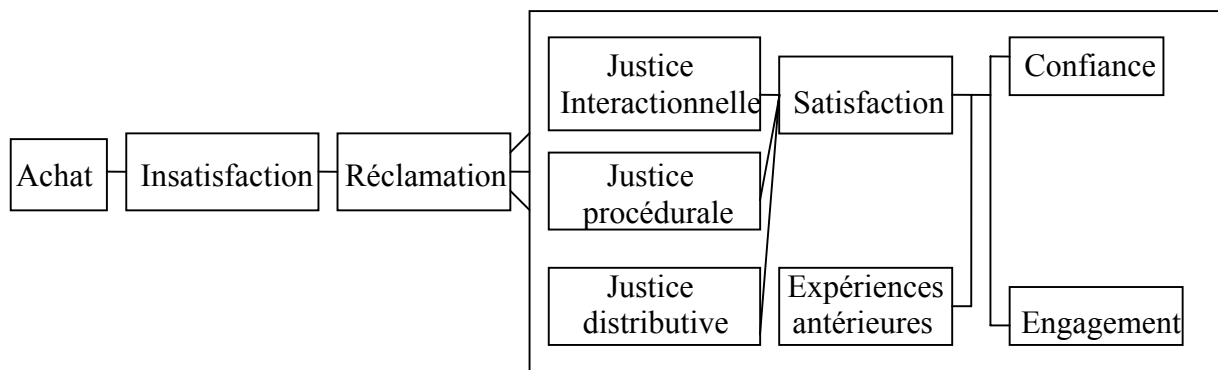 Achat
Insatisfaction
Réclamation
Justice
Interactionnelle
Justice
procédurale
Justice
distributive
Satisfaction
Expériences
antérieures
Confiance
Engagement